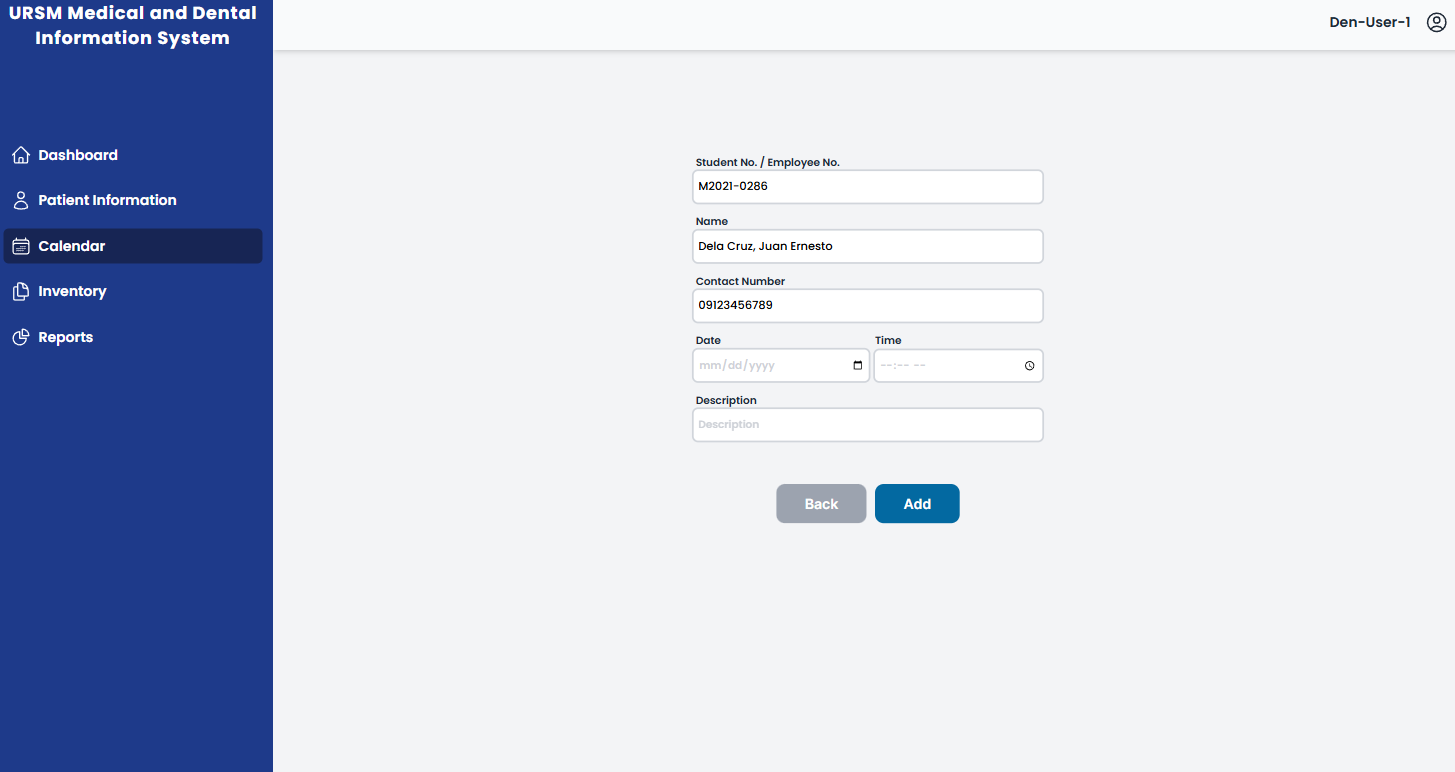 URSM Medical and Dental
Information System
Den-User-1
Dashboard
Patient Information
Calendar
Inventory
Reports
Student No. / Employee No.
M2021-0286
Name
Dela Cruz, Juan Ernesto
Contact Number
09123456789
Date Time
mm/dd/yyyy --:-- --
Description
Description
Back Add